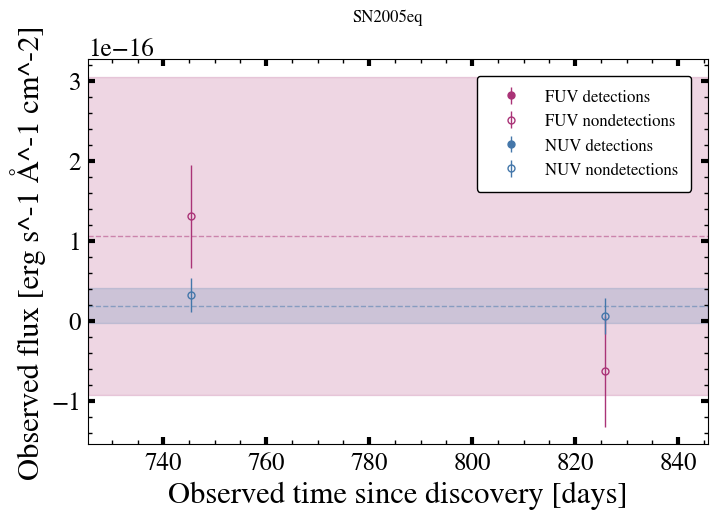 SN2005eq
1e−16
Observed flux [erg s^-1 Å^-1 cm^-2]
3
2
1
0
−1
FUV detections
FUV nondetections
NUV detections
NUV nondetections
740 760 780 800 820 840
Observed time since discovery [days]